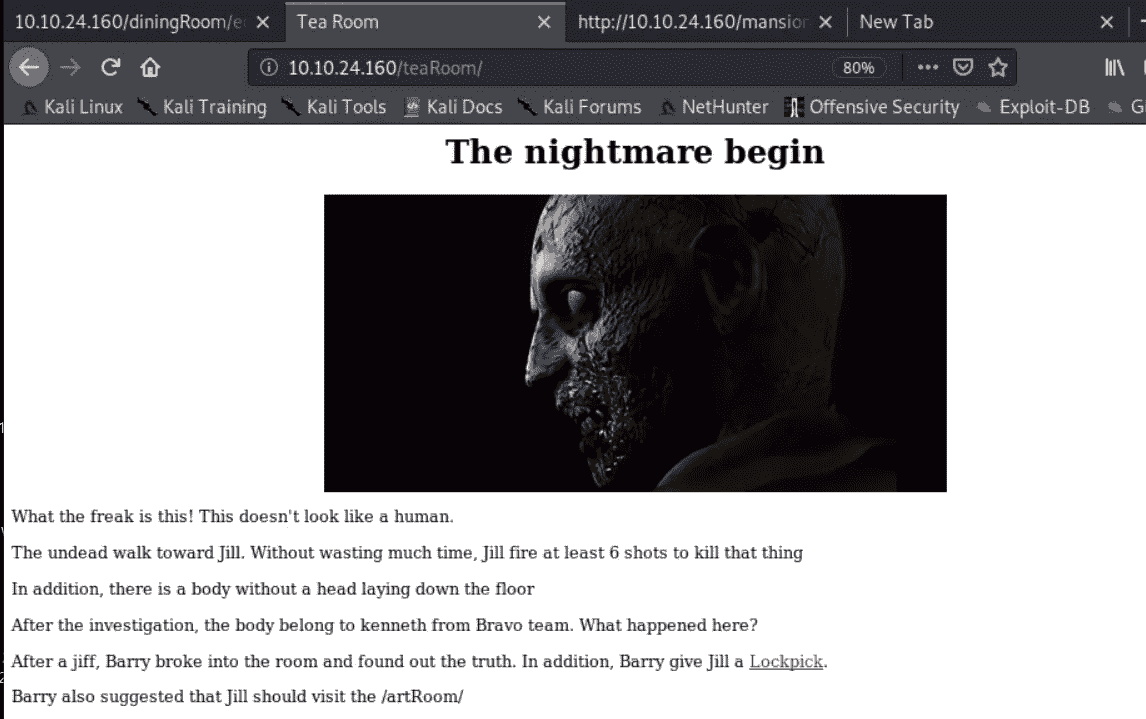 10.10.24.160/diningRoom/e
Tea Room
http://10.10.24.160/mansion
New Tab
10.10.24.160/teaRoom/
80%
Kali Linux
Kali Training
Kali Tools
Kali Docs
Kali Forums
NetHunter
Offensive Security
Exploit-DB
G
The nightmare begin
What the freak is this! This doesn't look like a human.
The undead walk toward Jill. Without wasting much time, Jill fire at least 6 shots to kill that thing
In addition, there is a body without a head laying down the floor
After the investigation, the body belong to kenneth from Bravo team. What happened here?
After a jiff, Barry broke into the room and found out the truth. In addition, Barry give Jill a Lockpick.
Barry also suggested that Jill should visit the /artRoom/